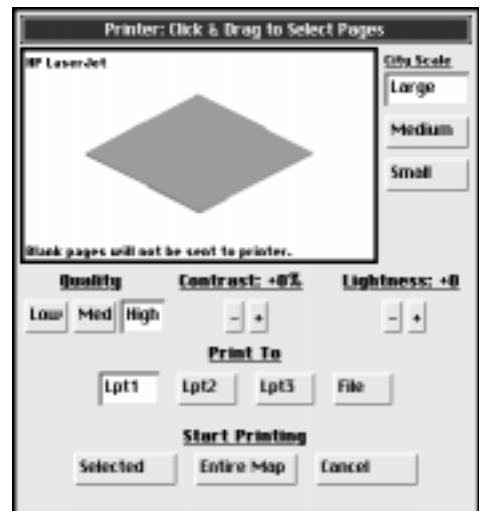 Printer: Click & Drag to Select Pages
HP LaserJet
City Scale
Large
Medium
Small
Blank pages will not be sent to printer.
Quality Contrast: +0% Lightness: +0
Low Med High - + - +
Print To
Lpt1 Lpt2 Lpt3 File
Start Printing
Selected Entire Map Cancel